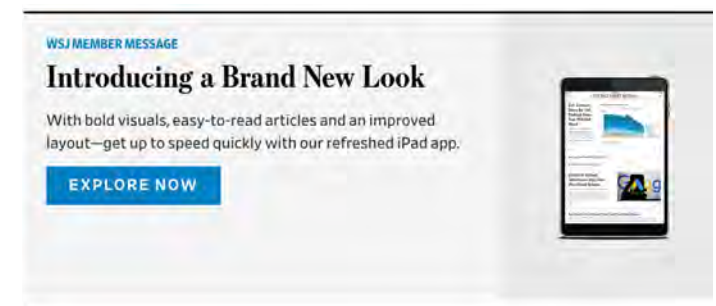 WSJ MEMBER MESSAGE
Introducing a Brand New Look
With bold visuals, easy-to-read articles and an improved
layout—get up to speed quickly with our refreshed iPad app.
EXPLORE NOW